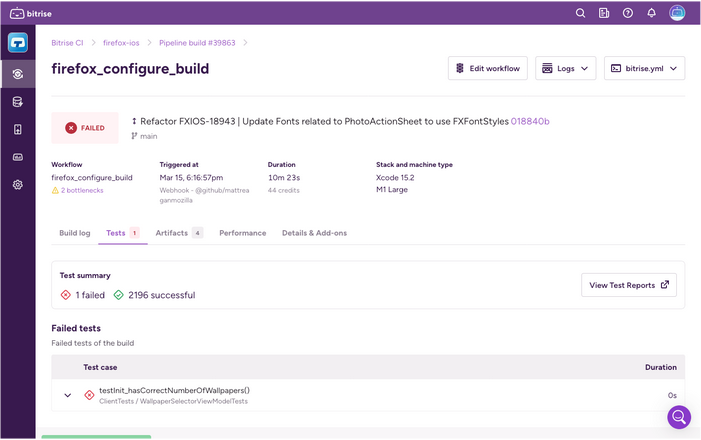 bitrise
Bitrise CI
firefox-ios
Pipeline build #39863
firefox_configure_build
Edit workflow
Logs
bitrise.yml
FAILED
Refactor FXIOS-18943 | Update Fonts related to PhotoActionSheet to use FXFontStyles 018840b
main
Workflow
firefox_configure_build
2 bottlenecks
Triggered at
Mar 15, 6:16:57pm
Webhook - @github/mattrea
ganmozilla
Duration
10m 23s
44 credits
Stack and machine type
Xcode 15.2
M1 Large
Build log
Tests 1
Artifacts 4
Performance
Details & Add-ons
Test summary
1 failed
2196 successful
View Test Reports
Failed tests
Failed tests of the build
Test case
Duration
testInit_hasCorrectNumberOfWallpapers()
ClientTests / WallpaperSelectorViewModelTests
0s